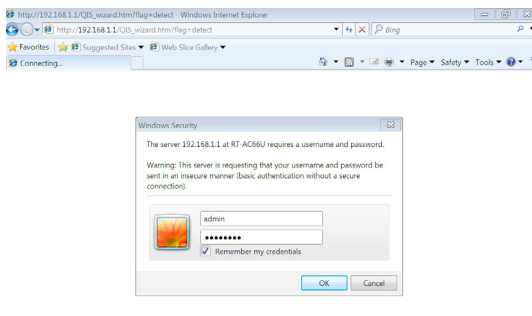 http://192.168.1.1/QIS_wizard.htm?flag=detect - Windows Internet Explorer
http://192.168.1.1/QIS_wizard.htm?flag=detect
Bing
Favorites Suggested Sites Web Slice Gallery
Connecting...
Page Safety Tools
Windows Security
The server 192.168.1.1 at RT-AC66U requires a username and password.
Warning: This server is requesting that your username and password be
sent in an insecure manner (basic authentication without a secure
connection).
admin
••••••••
Remember my credentials
OK Cancel